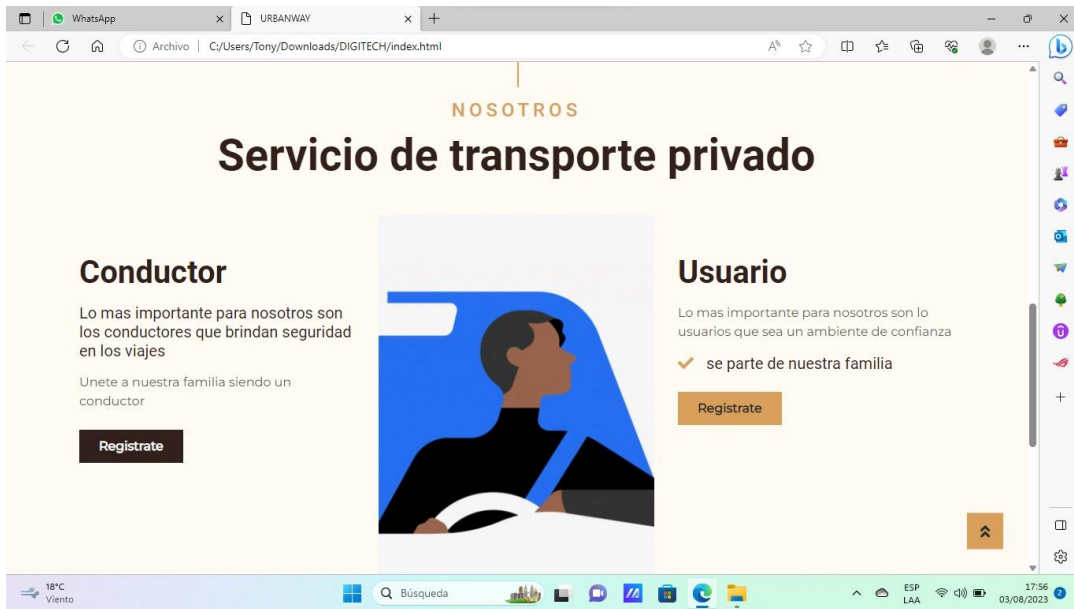 WhatsApp
URBANWAY
Archivo
C:/Users/Tony/Downloads/DIGITECH/index.html
NOSOTROS
Servicio de transporte privado
Conductor
Lo mas importante para nosotros son
los conductores que brindan seguridad
en los viajes
Unete a nuestra familia siendo un
conductor
Registrate
Usuario
Lo mas importante para nosotros son lo
usuarios que sea un ambiente de confianza
se parte de nuestra familia
Registrate
18°C
Viento
Búsqueda
ESP
LAA
17:56
03/08/2023
2